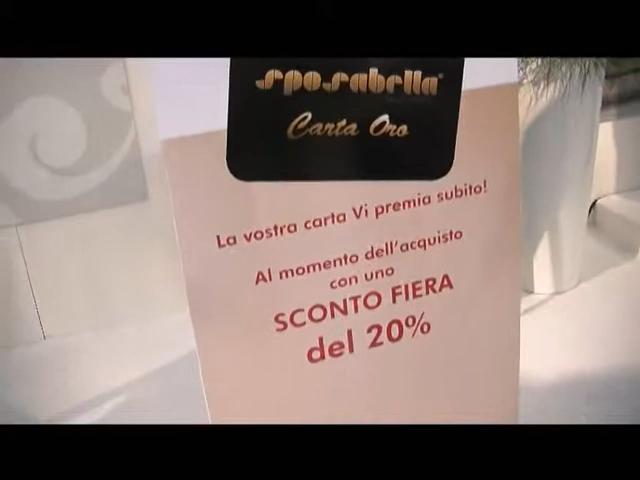 sposabella
Carta Oro
La vostra carta Vi premia subito!
Al momento dell'acquisto
con uno
SCONTO FIERA
del 20%